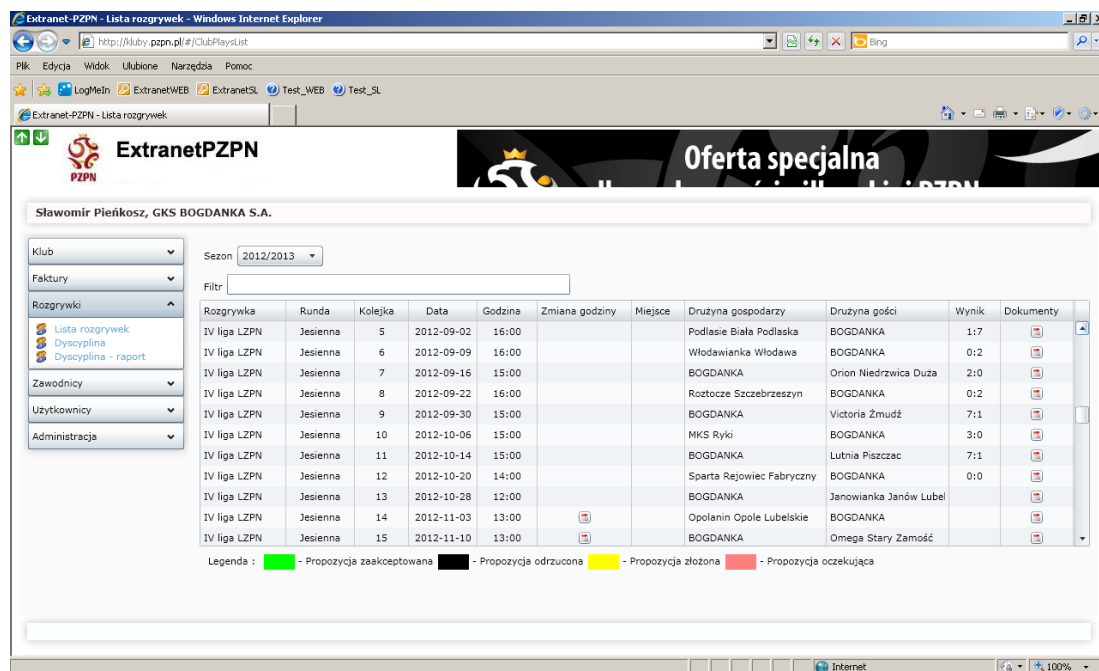 Extranet-PZPN - Lista rozgrywek - Windows Internet Explorer
http://kluby.pzpn.pl/#/ClubPlaysList
Bing
Plik Edycja Widok Ulubione Narzędzia Pomoc
LogMeIn ExtranetWEB ExtranetSL Test_WEB Test_SL
Extranet-PZPN - Lista rozgrywek
PZPN
ExtranetPZPN
Oferta specjalna
Sławomir Pieńkosz, GKS BOGDANKA S.A.
Klub
Faktury
Rozgrywki
Lista rozgrywek
Dyscyplina
Dyscyplina - raport
Zawodnicy
Użytkownicy
Administracja
Sezon 2012/2013
Filtr
Rozgrywka Runda Kolejka Data Godzina Zmiana godziny Miejsce Drużyna gospodarzy Drużyna gości Wynik Dokumenty
IV liga LZPN Jesienna 5 2012-09-02 16:00 Podlasie Biała Podlaska BOGDANKA 1:7
IV liga LZPN Jesienna 6 2012-09-09 16:00 Włodawianka Włodawa BOGDANKA 0:2
IV liga LZPN Jesienna 7 2012-09-16 15:00 BOGDANKA Orion Niedrzwica Duża 2:0
IV liga LZPN Jesienna 8 2012-09-22 16:00 Roztocze Szczebrzeszyn BOGDANKA 0:2
IV liga LZPN Jesienna 9 2012-09-30 15:00 BOGDANKA Victoria Żmudź 7:1
IV liga LZPN Jesienna 10 2012-10-06 15:00 MKS Ryki BOGDANKA 3:0
IV liga LZPN Jesienna 11 2012-10-14 15:00 BOGDANKA Lutnia Piszczac 7:1
IV liga LZPN Jesienna 12 2012-10-20 14:00 Sparta Rejowiec Fabryczny BOGDANKA 0:0
IV liga LZPN Jesienna 13 2012-10-28 12:00 BOGDANKA Janowianka Janów Lubel
IV liga LZPN Jesienna 14 2012-11-03 13:00 Opolanin Opole Lubelskie BOGDANKA
IV liga LZPN Jesienna 15 2012-11-10 13:00 BOGDANKA Omega Stary Zamość
Legenda : - Propozycja zaakceptowana - Propozycja odrzucona - Propozycja złożona - Propozycja oczekująca
Internet 100%